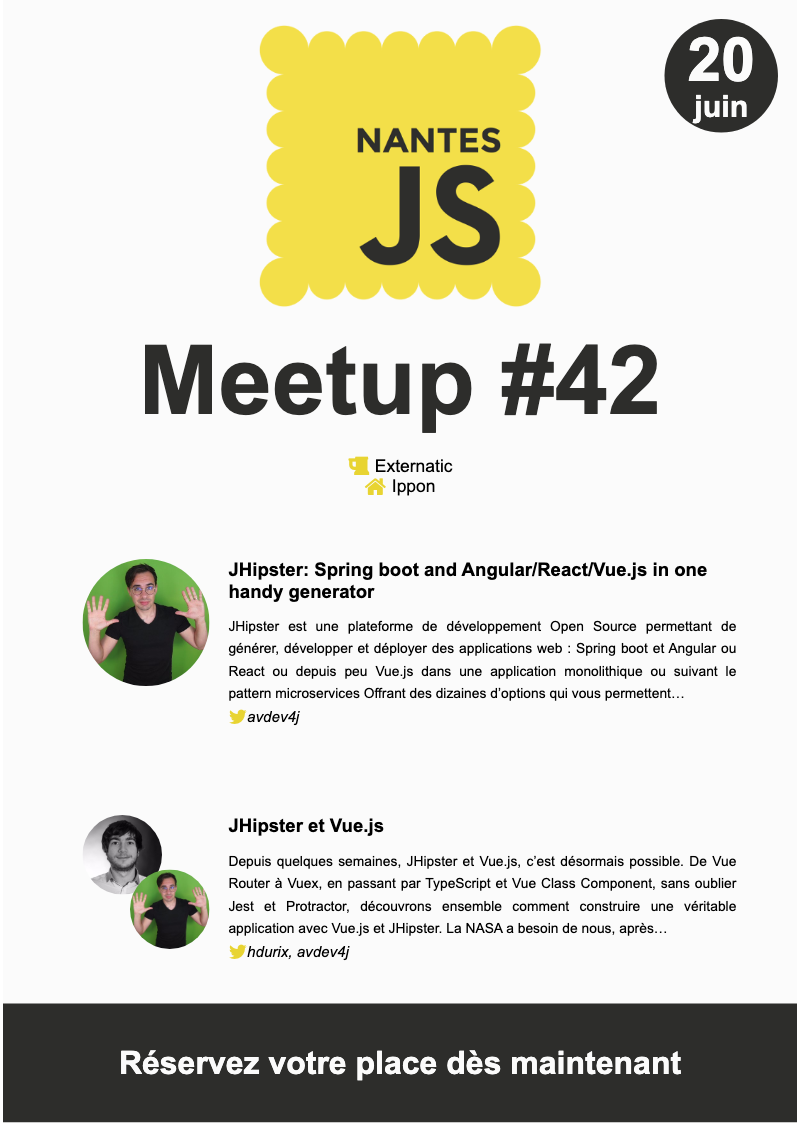 20
juin
NANTES
JS
Meetup #42
Externatic
Ippon
JHipster: Spring boot and Angular/React/Vue.js in one
handy generator
JHipster est une plateforme de développement Open Source permettant de
générer, développer et déployer des applications web : Spring boot et Angular ou
React ou depuis peu Vue.js dans une application monolithique ou suivant le
pattern microservices Offrant des dizaines d’options qui vous permettent…
avdev4j
JHipster et Vue.js
Depuis quelques semaines, JHipster et Vue.js, c’est désormais possible. De Vue
Router à Vuex, en passant par TypeScript et Vue Class Component, sans oublier
Jest et Protractor, découvrons ensemble comment construire une véritable
application avec Vue.js et JHipster. La NASA a besoin de nous, après…
hdurix, avdev4j
Réservez votre place dès maintenant